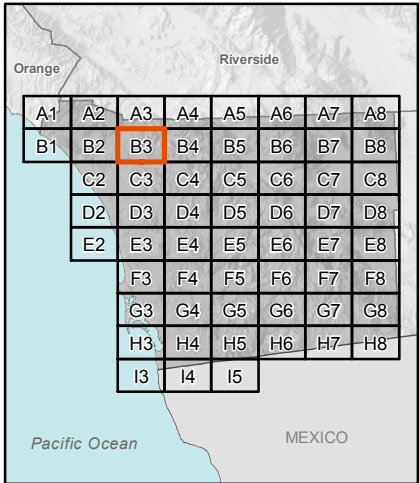 Riverside
Orange
A1 A2 A3 A4 A5 A6 A7 A8
B1 B2 B3 B4 B5 B6 B7 B8
C2 C3 C4 C5 C6 C7 C8
D2 D3 D4 D5 D6 D7 D8
E2 E3 E4 E5 E6 E7 E8
F3 F4 F5 F6 F7 F8
G3 G4 G5 G6 G7 G8
H3 H4 H5 H6 H7 H8
I3 I4 I5
Pacific Ocean MEXICO